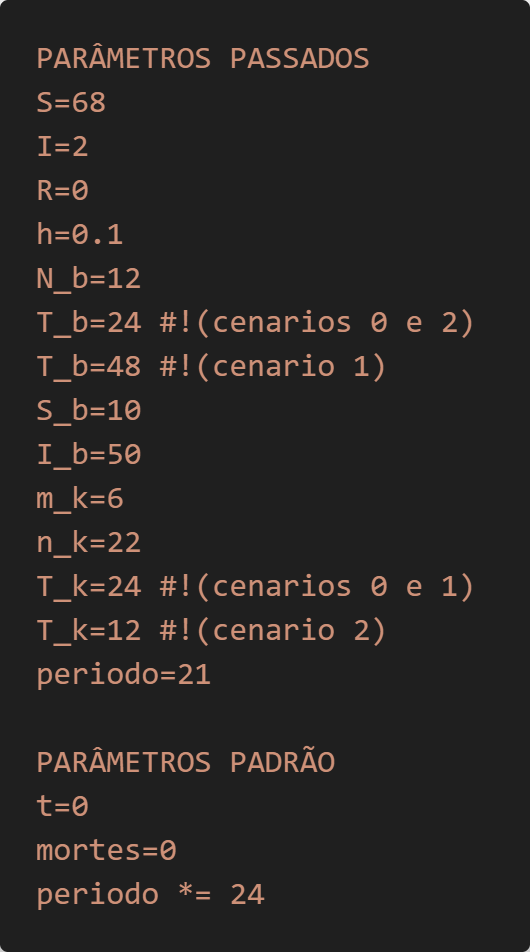 PARÂMETROS PASSADOS
S=68
I=2
R=0
h=0.1
N_b=12
T_b=24 #!(cenarios 0 e 2)
T_b=48 #!(cenario 1)
S_b=10
I_b=50
m_k=6
n_k=22
T_k=24 #!(cenarios 0 e 1)
T_k=12 #!(cenario 2)
periodo=21
PARÂMETROS PADRÃO
t=0
mortes=0
periodo *= 24